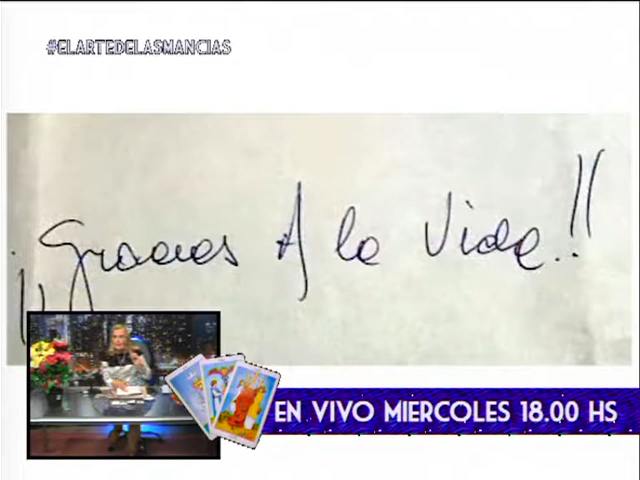 #ELARTEDELASMANCIAS
¡¡Gracias A la Vida!!
EN VIVO MIERCOLES 18.00 HS